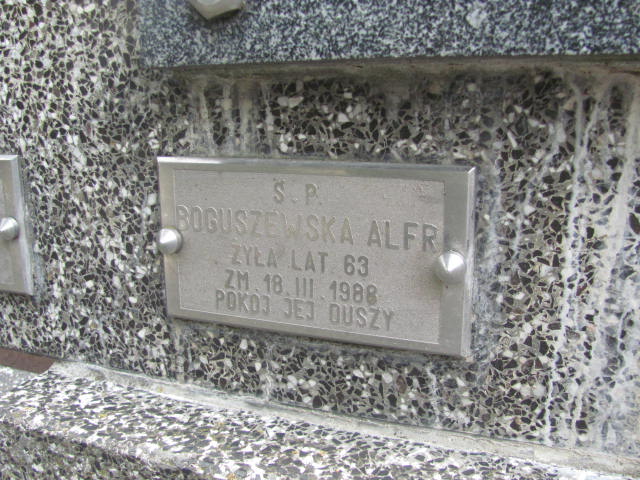 Ś. P.
BOGUSZEWSKA ALFR
ŻYŁA LAT 63
ZM. 18.III.1988
POKÓJ JEJ DUSZY